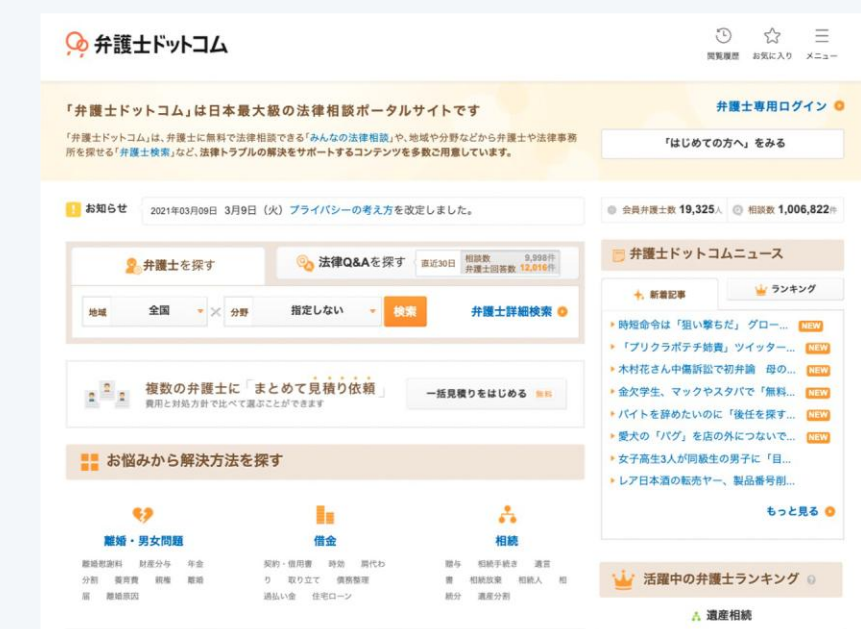 弁護士ドットコム
閲覧履歴 お気に入り メニュー
「弁護士ドットコム」は日本最大級の法律相談ポータルサイトです
「弁護士ドットコム」は、弁護士に無料で法律相談できる「みんなの法律相談」や、地域や分野などから弁護士や法律事務
所を探せる「弁護士検索」など、法律トラブルの解決をサポートするコンテンツを多数ご用意しています。
弁護士専用ログイン
「はじめての方へ」をみる
お知らせ 2021年03月09日 3月9日（火）プライバシーの考え方を改定しました。
会員弁護士数 19,325人 相談数 1,006,822件
弁護士を探す
法律Q&Aを探す 直近30日 相談数 9,998件
弁護士回答数 12,016件
地域 全国 × 分野 指定しない 検索 弁護士詳細検索
複数の弁護士に「まとめて見積り依頼」
費用と対処方針で比べて選ぶことができます
一括見積りをはじめる 無料
お悩みから解決方法を探す
離婚・男女問題
離婚慰謝料 財産分与 年金
分割 養育費 親権 離婚
届 離婚原因
借金
契約・借用書 時効 肩代わ
り 取り立て 債務整理
過払い金 住宅ローン
相続
贈与 相続手続き 遺言
書 相続放棄 相続人 相
続分 遺産分割
弁護士ドットコムニュース
新着記事 ランキング
時短命令は「狙い撃ちだ」 グロー... NEW
「プリクラポテチ姉貴」ツイッター... NEW
木村花さん中傷訴訟で初弁論 母の... NEW
金欠学生、マックやスタバで「無料... NEW
バイトを辞めたいのに「後任を探す... NEW
愛犬の「パグ」を店の外につないで... NEW
女子高生3人が同級生の男子に「目...
レア日本酒の転売ヤー、製品番号削...
もっと見る
活躍中の弁護士ランキング
遺産相続